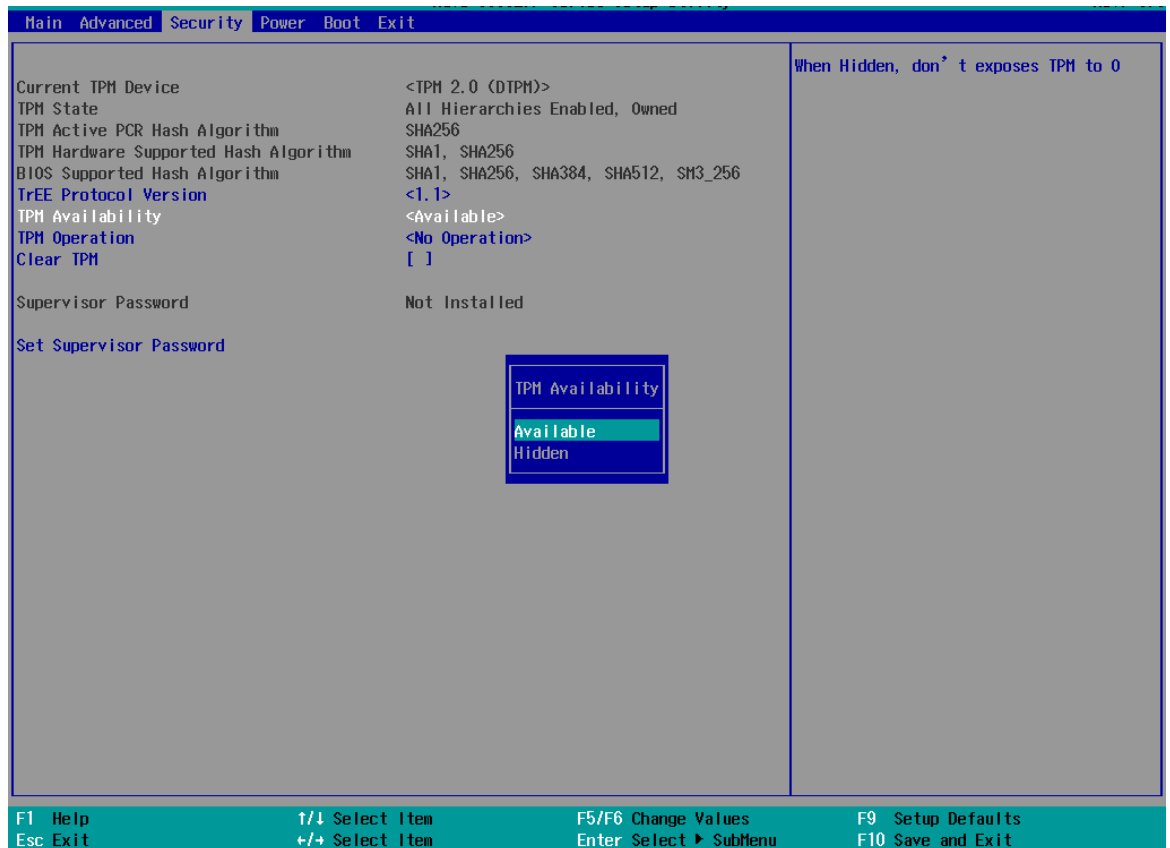 Main Advanced Security Power Boot Exit
When Hidden, don't exposes TPM to O
Current TPM Device <TPM 2.0 (DTPM)>
TPM State All Hierarchies Enabled, Owned
TPM Active PCR Hash Algorithm SHA256
TPM Hardware Supported Hash Algorithm SHA1, SHA256
BIOS Supported Hash Algorithm SHA1, SHA256, SHA384, SHA512, SM3_256
TrEE Protocol Version <1.1>
TPM Availability <Available>
TPM Operation <No Operation>
Clear TPM [ ]
Supervisor Password Not Installed
Set Supervisor Password
TPM Availability
Available
Hidden
F1 Help ↑/↓ Select Item F5/F6 Change Values F9 Setup Defaults
Esc Exit ←/→ Select Item Enter Select ▶ SubMenu F10 Save and Exit